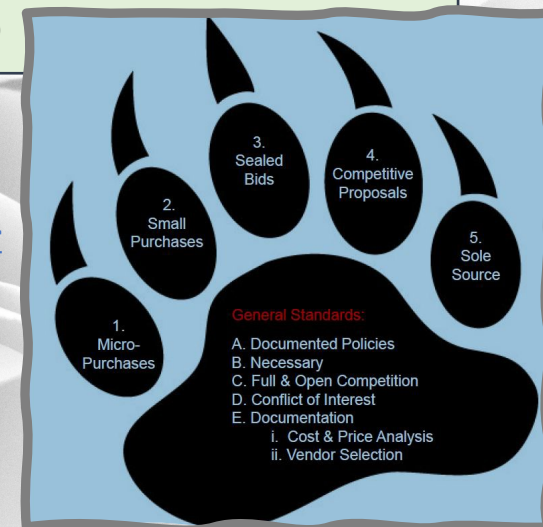 1.
Micro-
Purchases
2.
Small
Purchases
3.
Sealed
Bids
4.
Competitive
Proposals
5.
Sole
Source
General Standards:
A. Documented Policies
B. Necessary
C. Full & Open Competition
D. Conflict of Interest
E. Documentation
i. Cost & Price Analysis
ii. Vendor Selection